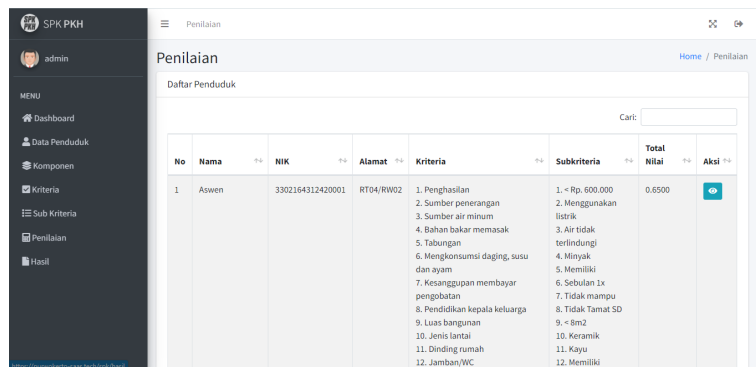 SPK PKH
Penilaian
admin
Penilaian
Home / Penilaian
Daftar Penduduk
MENU
Dashboard
Cari:
Data Penduduk
Komponen
Kriteria
Sub Kriteria
Penilaian
Hasil
No Nama NIK Alamat Kriteria Subkriteria Total Nilai Aksi
1 Aswen 3302164312420001 RT04/RW02
1. Penghasilan
2. Sumber penerangan
3. Sumber air minum
4. Bahan bakar memasak
5. Tabungan
6. Mengkonsumsi daging, susu
dan ayam
7. Kesanggupan membayar
pengobatan
8. Pendidikan kepala keluarga
9. Luas bangunan
10. Jenis lantai
11. Dinding rumah
12. Jamban/WC
1. < Rp. 600.000
2. Menggunakan
listrik
3. Air tidak
terlindungi
4. Minyak
5. Memiliki
6. Sebulan 1x
7. Tidak mampu
8. Tidak Tamat SD
9. < 8m2
10. Keramik
11. Kayu
12. Memiliki
0.6500